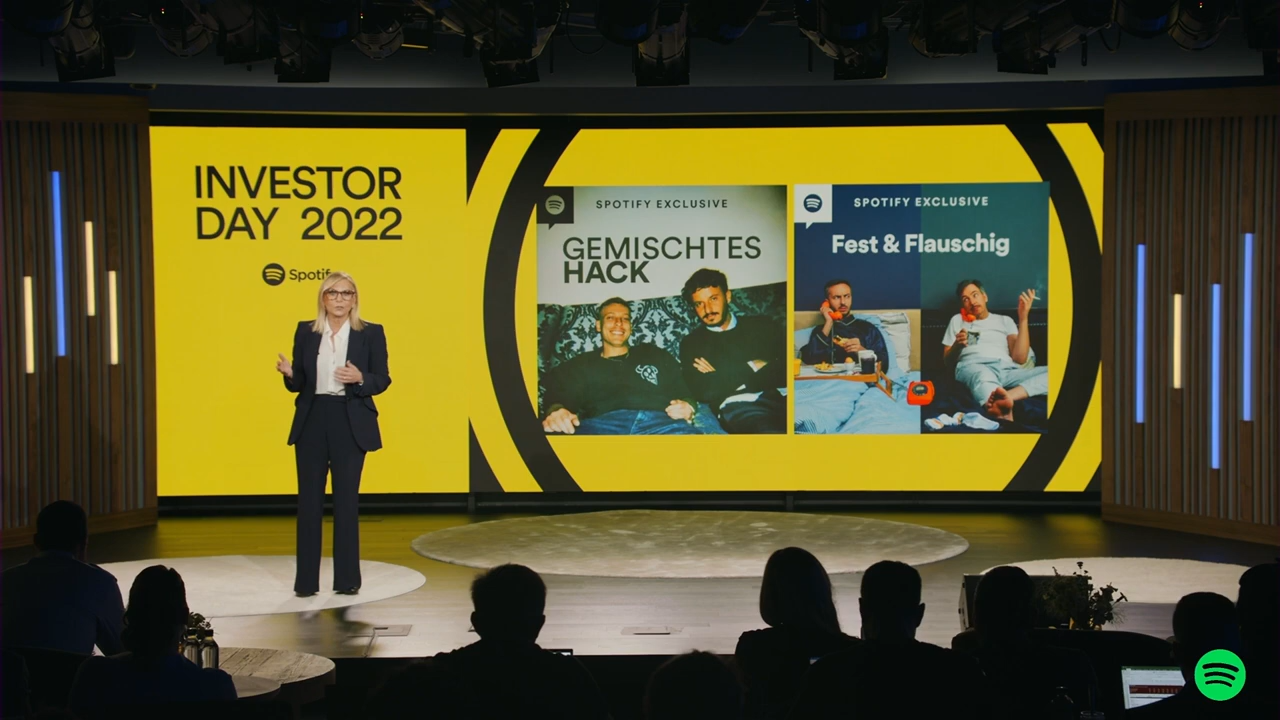 INVESTOR
DAY 2022
Spotify
SPOTIFY EXCLUSIVE
GEMISCHTES
HACK
SPOTIFY EXCLUSIVE
Fest & Flauschig